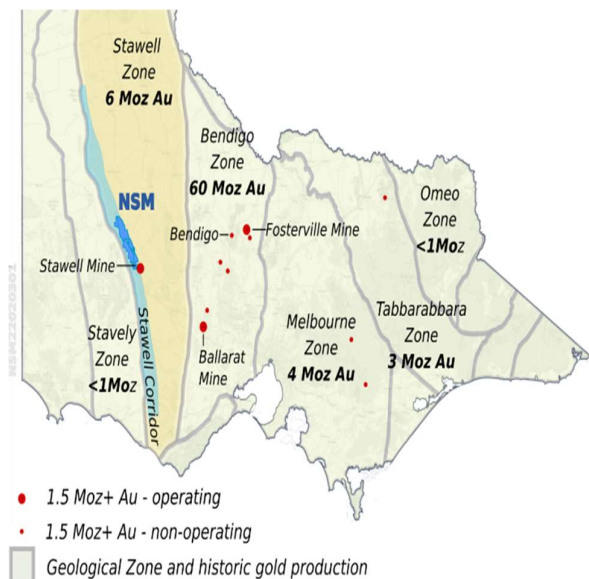 Stawell
Zone
6 Moz Au
Bendigo
Zone
60 Moz Au
Omeo
Zone
<1Moz
NSM
Bendigo
Fosterville Mine
Stawell Mine
Stavely
Zone
<1Moz
Stawell Corridor
Ballarat
Mine
Melbourne
Zone
4 Moz Au
Tabbarabbara
Zone
3 Moz Au
NSM22020301
1.5 Moz+ Au - operating
1.5 Moz+ Au - non-operating
Geological Zone and historic gold production